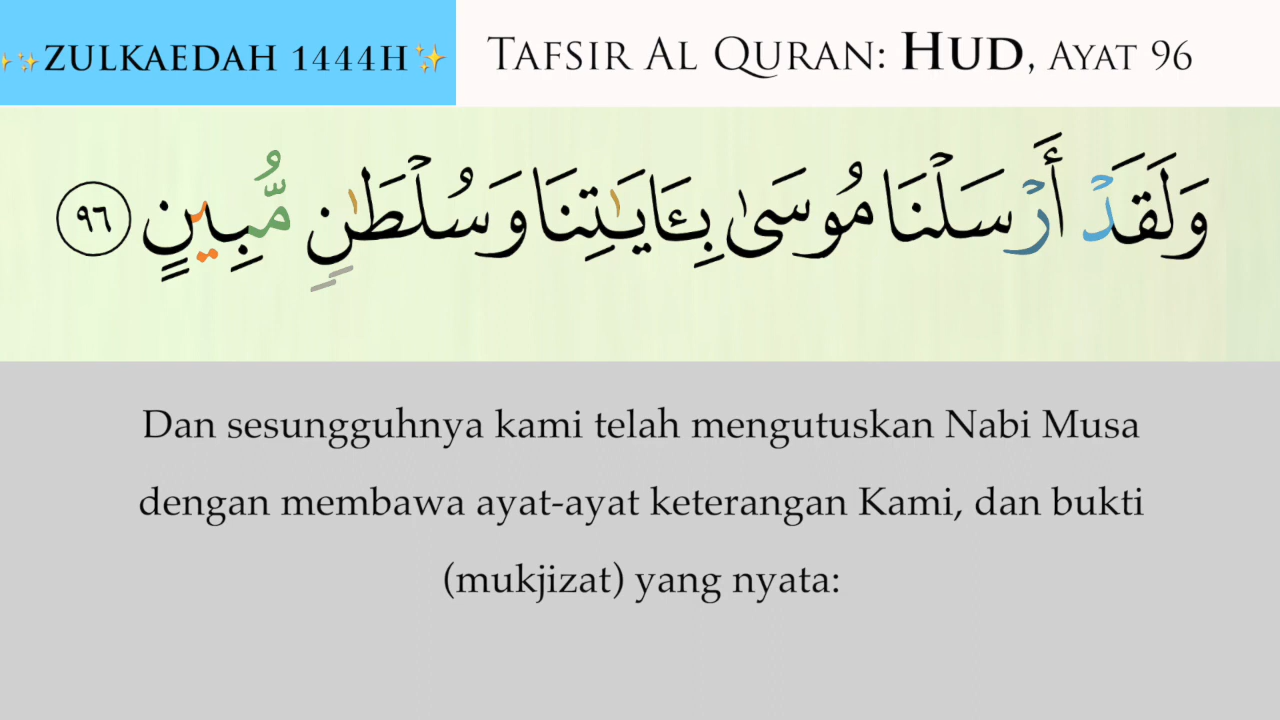 ✨✨ZULKAEDAH 1444H✨
TAFSIR AL QURAN: HUD, AYAT 96
وَلَقَدْ أَرْسَلْنَا مُوسَىٰ بِـَٔايَـٰتِنَا وَسُلْطَـٰنٍ مُّبِينٍ ٩٦
Dan sesungguhnya kami telah mengutuskan Nabi Musa
dengan membawa ayat-ayat keterangan Kami, dan bukti
(mukjizat) yang nyata: